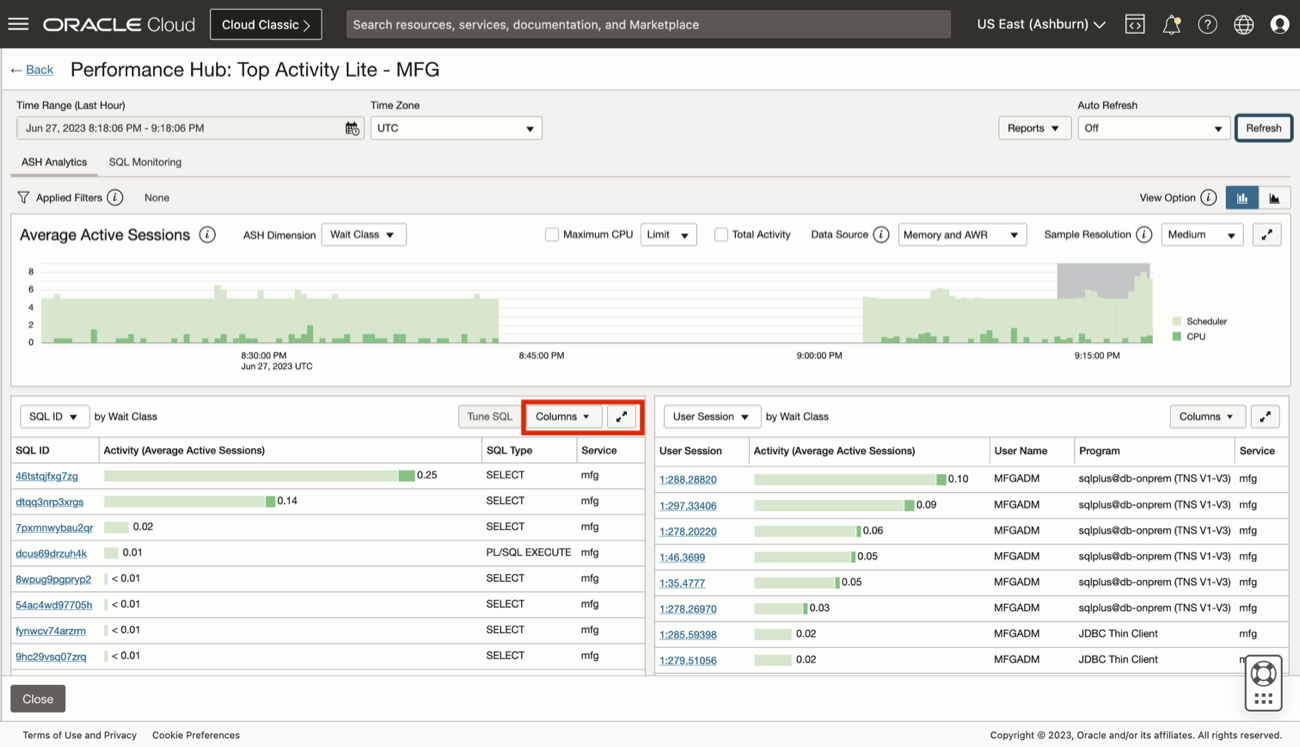 ORACLE Cloud
Cloud Classic
Search resources, services, documentation, and Marketplace
US East (Ashburn)
← Back
Performance Hub: Top Activity Lite - MFG
Time Range (Last Hour)
Time Zone
Auto Refresh
Jun 27, 2023 8:18:06 PM - 9:18:06 PM
UTC
Reports
Off
Refresh
ASH Analytics
SQL Monitoring
Applied Filters
None
View Option
Average Active Sessions
ASH Dimension
Wait Class
Maximum CPU
Limit
Total Activity
Data Source
Memory and AWR
Sample Resolution
Medium
8
6
4
2
0
8:30:00 PM
Jun 27, 2023 UTC
8:45:00 PM
9:00:00 PM
9:15:00 PM
Scheduler
CPU
SQL ID
by Wait Class
Tune SQL
Columns
SQL ID Activity (Average Active Sessions) SQL Type Service
46tstqjfxg7zg 0.25 SELECT mfg
dtqq3nrp3xrgs 0.14 SELECT mfg
7pxmnwybau2qr 0.02 SELECT mfg
dcus69drzuh4k 0.01 PL/SQL EXECUTE mfg
8wpug9pgpryp2 < 0.01 SELECT mfg
54ac4wd97705h < 0.01 SELECT mfg
fynwcv74arzrm < 0.01 SELECT mfg
9hc29vsq07zrq < 0.01 SELECT mfg
User Session
by Wait Class
Columns
User Session Activity (Average Active Sessions) User Name Program Service
1:288,28820 0.10 MFGADM sqlplus@db-onprem (TNS V1-V3) mfg
1:297,33406 0.09 MFGADM sqlplus@db-onprem (TNS V1-V3) mfg
1:278,20220 0.06 MFGADM sqlplus@db-onprem (TNS V1-V3) mfg
1:46,3699 0.05 MFGADM sqlplus@db-onprem (TNS V1-V3) mfg
1:35,4777 0.05 MFGADM sqlplus@db-onprem (TNS V1-V3) mfg
1:278,26970 0.03 MFGADM sqlplus@db-onprem (TNS V1-V3) mfg
1:285,59398 0.02 MFGADM JDBC Thin Client mfg
1:279,51056 0.02 MFGADM JDBC Thin Client
Close
Terms of Use and Privacy
Cookie Preferences
Copyright © 2023, Oracle and/or its affiliates. All rights reserved.